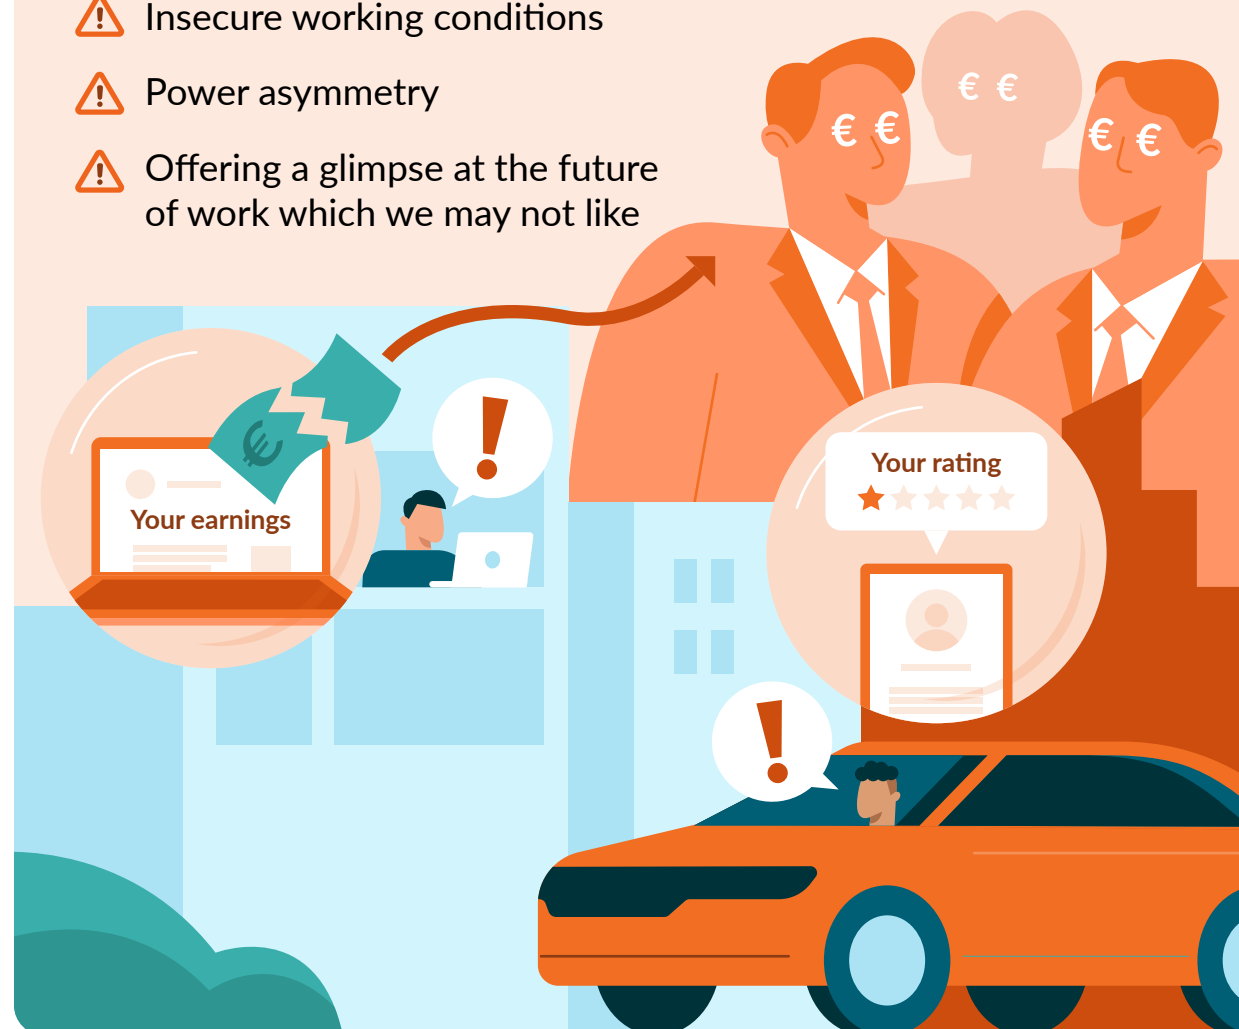 Insecure working conditions
Power asymmetry
Offering a glimpse at the future
of work which we may not like
€ €
€ €
€ €
€
Your earnings
!
Your rating
!